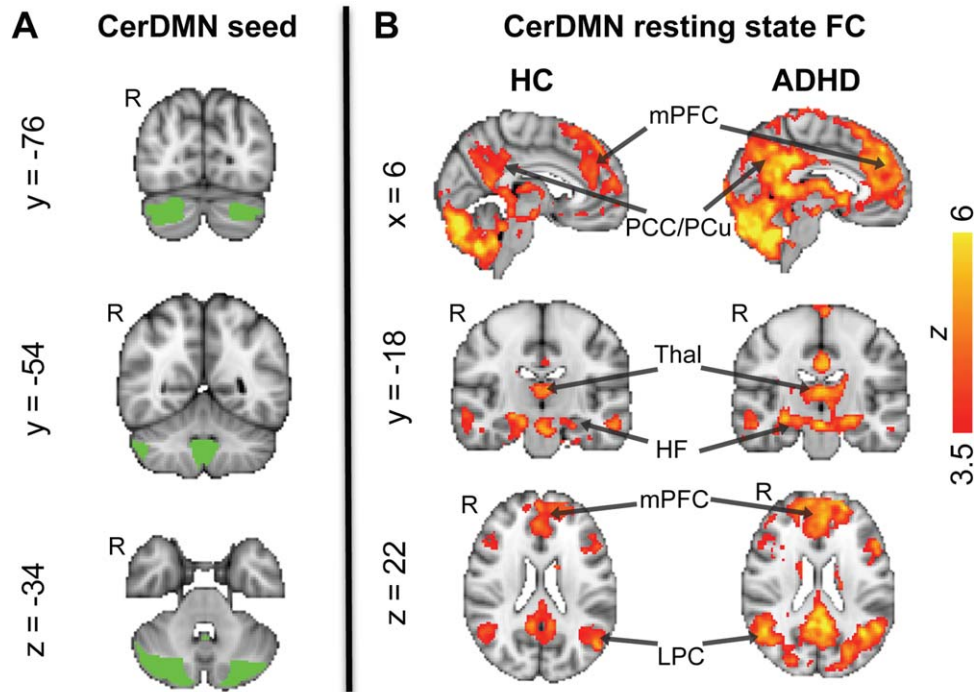 A CerDMN seed
y = -76
R
y = -54
R
z = -34
R
B CerDMN resting state FC
HC ADHD
x = 6
mPFC
PCC/PCu
y = -18
R R
Thal
HF
z = 22
R R
mPFC
LPC
6
z
3.5